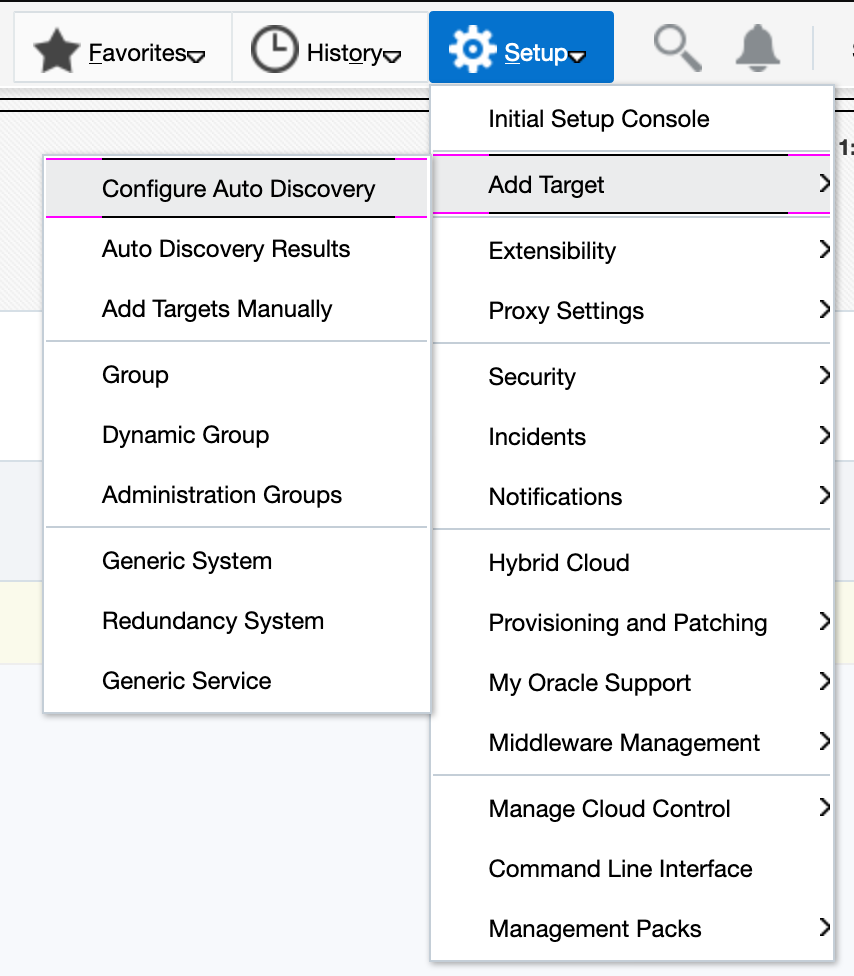 Favorites
History
Setup
Initial Setup Console
Add Target
Configure Auto Discovery
Auto Discovery Results
Add Targets Manually
Group
Dynamic Group
Administration Groups
Generic System
Redundancy System
Generic Service
Extensibility
Proxy Settings
Security
Incidents
Notifications
Hybrid Cloud
Provisioning and Patching
My Oracle Support
Middleware Management
Manage Cloud Control
Command Line Interface
Management Packs